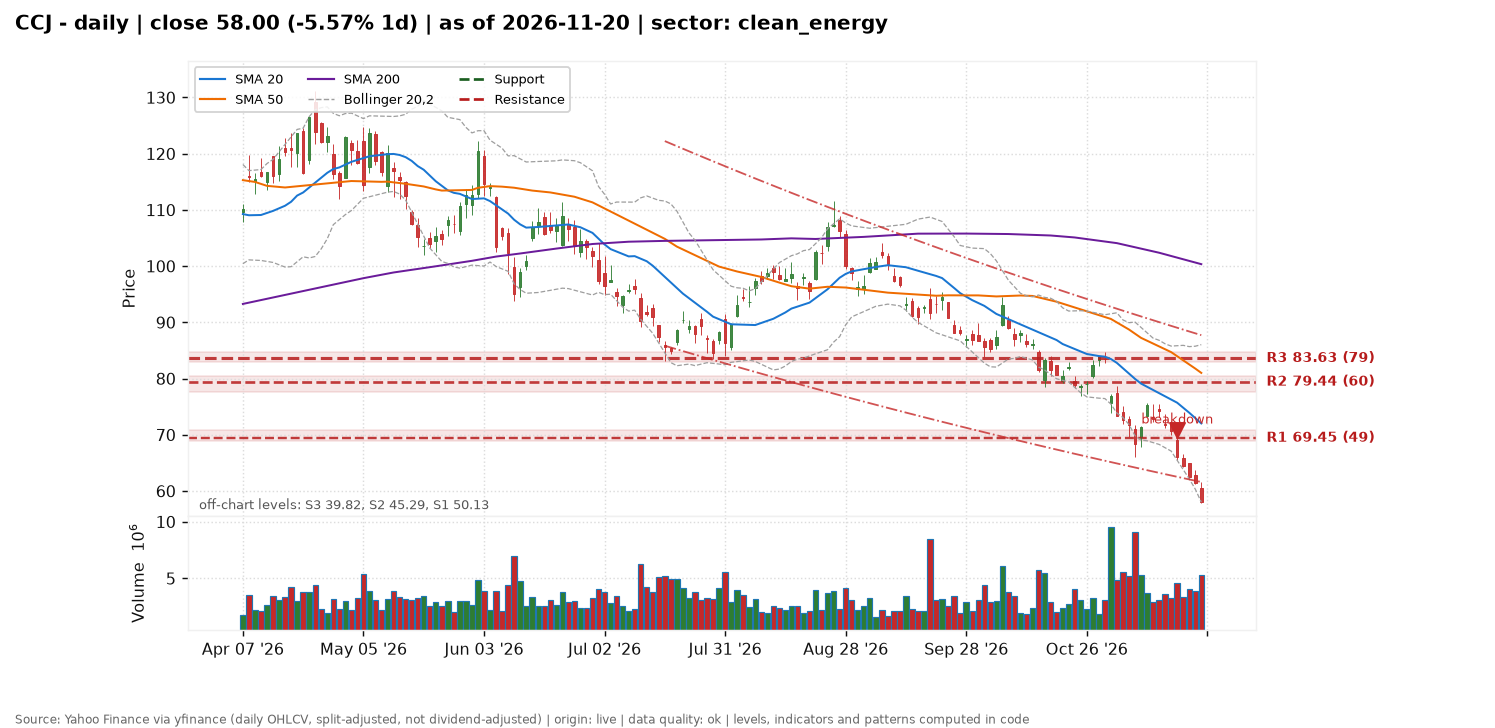 CCJ - daily | close 58.00 (-5.57% 1d) | as of 2026-11-20 | sector: clean_energy
SMA 20
SMA 50
SMA 200
Bollinger 20,2
Support
Resistance
Price
130
120
110
100
90
80
70
60
R3 83.63 (79)
R2 79.44 (60)
R1 69.45 (49)
breakdown
off-chart levels: S3 39.82, S2 45.29, S1 50.13
Volume 10^6
10
5
Apr 07 '26
May 05 '26
Jun 03 '26
Jul 02 '26
Jul 31 '26
Aug 28 '26
Sep 28 '26
Oct 26 '26
Source: Yahoo Finance via yfinance (daily OHLCV, split-adjusted, not dividend-adjusted) | origin: live | data quality: ok | levels, indicators and patterns computed in code